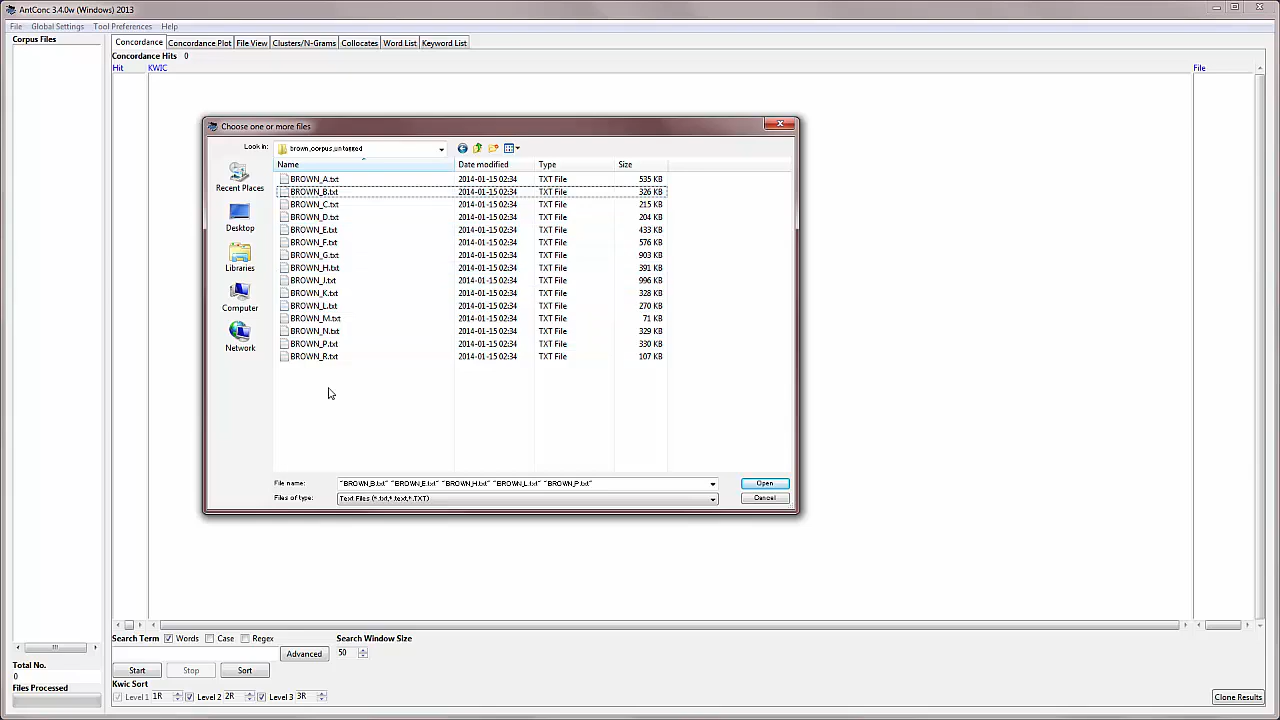 AntConc 3.4.0w (Windows) 2013
File Global Settings Tool Preferences Help
Corpus Files
Concordance Concordance Plot File View Clusters/N-Grams Collocates Word List Keyword List
Concordance Hits 0
Hit KWIC File
Choose one or more files
Look in: brown_corpus_untagged
Name Date modified Type Size
BROWN_A.txt 2014-01-15 02:34 TXT File 535 KB
BROWN_B.txt 2014-01-15 02:34 TXT File 326 KB
BROWN_C.txt 2014-01-15 02:34 TXT File 215 KB
BROWN_D.txt 2014-01-15 02:34 TXT File 204 KB
BROWN_E.txt 2014-01-15 02:34 TXT File 433 KB
BROWN_F.txt 2014-01-15 02:34 TXT File 576 KB
BROWN_G.txt 2014-01-15 02:34 TXT File 903 KB
BROWN_H.txt 2014-01-15 02:34 TXT File 391 KB
BROWN_J.txt 2014-01-15 02:34 TXT File 996 KB
BROWN_K.txt 2014-01-15 02:34 TXT File 328 KB
BROWN_L.txt 2014-01-15 02:34 TXT File 270 KB
BROWN_M.txt 2014-01-15 02:34 TXT File 71 KB
BROWN_N.txt 2014-01-15 02:34 TXT File 329 KB
BROWN_P.txt 2014-01-15 02:34 TXT File 330 KB
BROWN_R.txt 2014-01-15 02:34 TXT File 107 KB
Recent Places
Desktop
Libraries
Computer
Network
File name: "BROWN_B.txt" "BROWN_E.txt" "BROWN_H.txt" "BROWN_L.txt" "BROWN_P.txt" Open
Files of type: Text Files (*.txt,*.text,*.TXT) Cancel
Search Term Words Case Regex Search Window Size
Advanced 50
Total No.
0
Start Stop Sort
Files Processed
Kwic Sort
Level 1 1R Level 2 2R Level 3 3R Clone Results